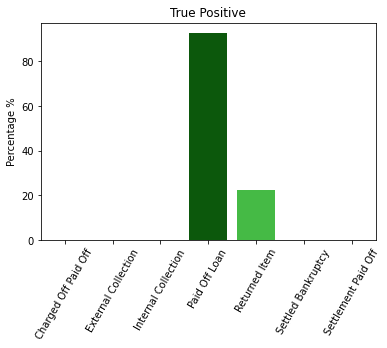 True Positive
Percentage %
80
60
40
20
0
Charged Off Paid Off
External Collection
Internal Collection
Paid Off Loan
Returned Item
Settled Bankruptcy
Settlement Paid Off